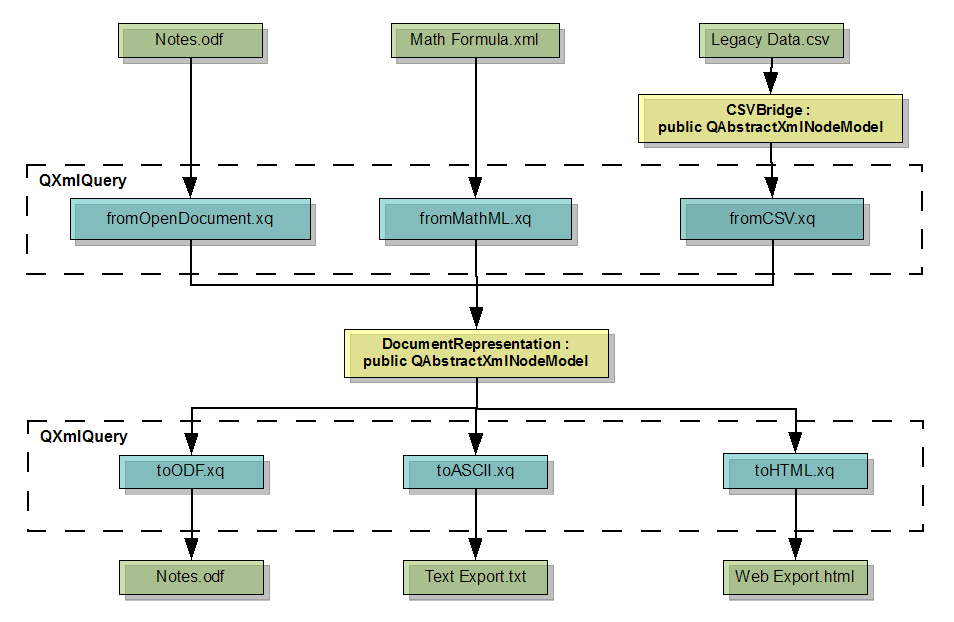 Notes.odf
Math Formula.xml
Legacy Data.csv
CSVBridge :
public QAbstractXmlNodeModel
QXmlQuery
fromOpenDocument.xq
fromMathML.xq
fromCSV.xq
DocumentRepresentation :
public QAbstractXmlNodeModel
QXmlQuery
toODF.xq
toASCII.xq
toHTML.xq
Notes.odf
Text Export.txt
Web Export.html